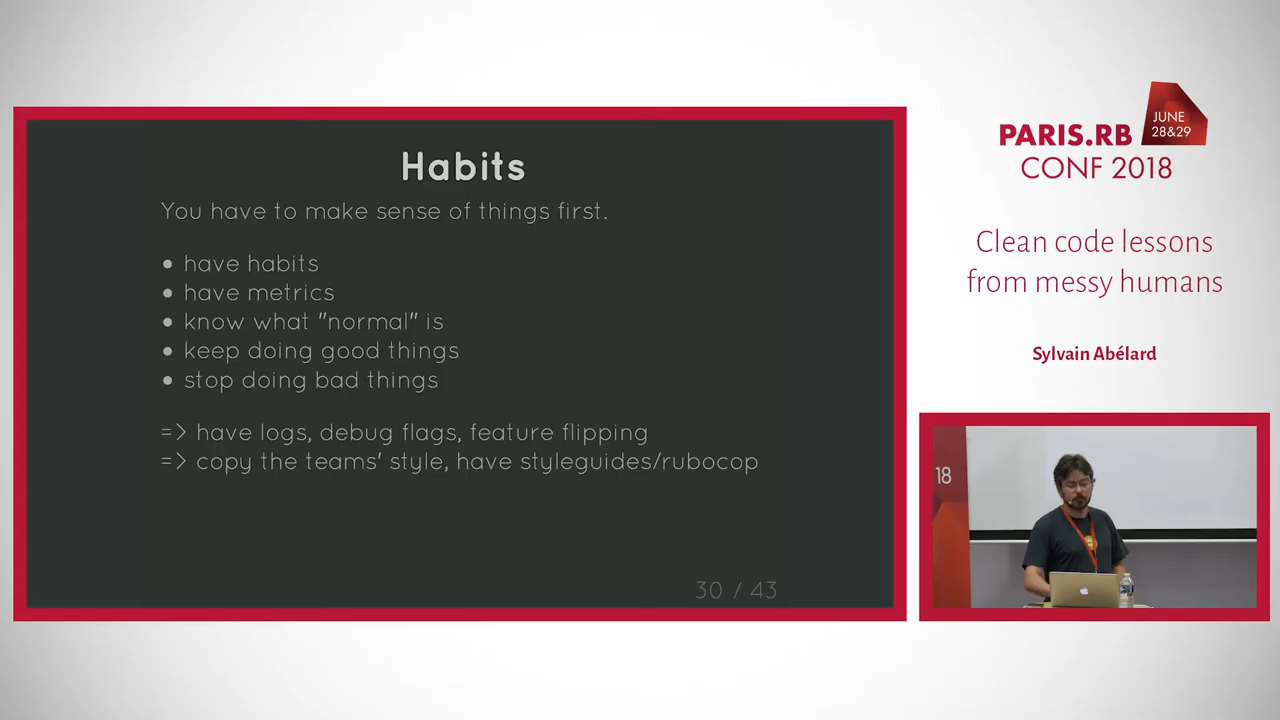 Habits
You have to make sense of things first.
• have habits
• have metrics
• know what "normal" is
• keep doing good things
• stop doing bad things
=> have logs, debug flags, feature flipping
=> copy the teams' style, have styleguides/rubocop
30 / 43
PARIS.RB
CONF 2018
JUNE
28&29
Clean code lessons
from messy humans
Sylvain Abélard
18